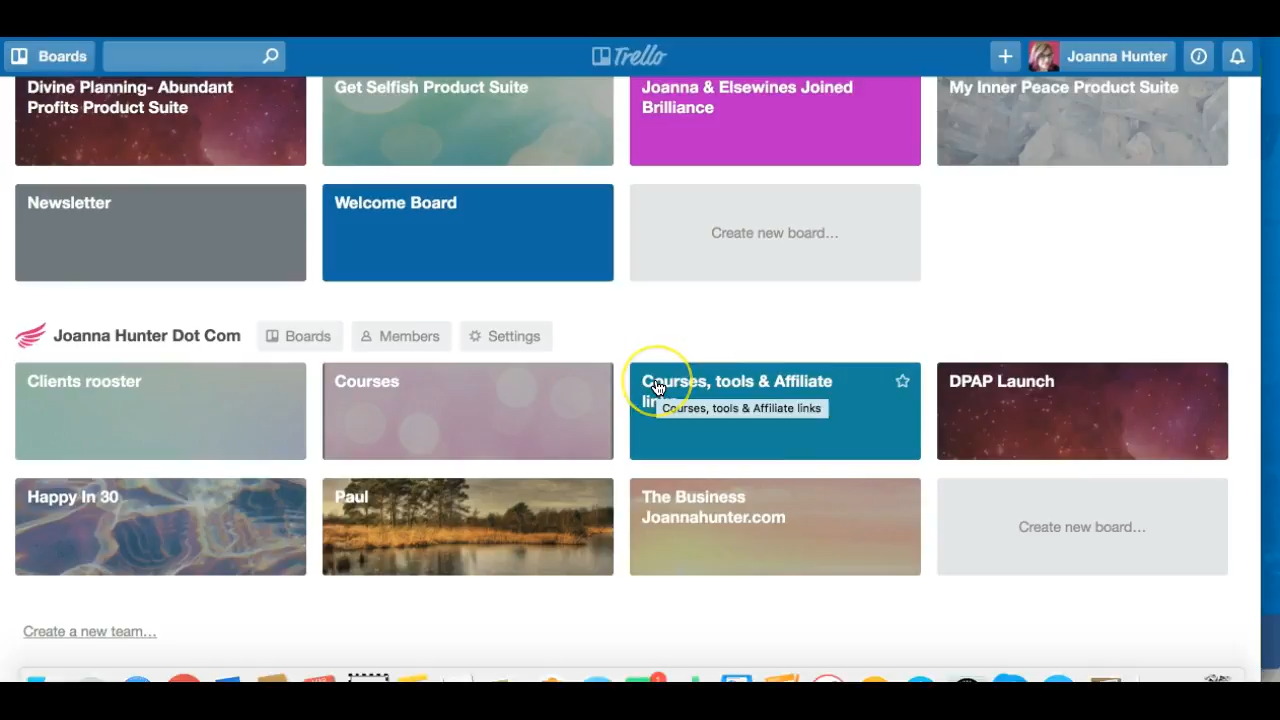 Boards
Trello
Joanna Hunter
Divine Planning- Abundant
Profits Product Suite
Get Selfish Product Suite
Joanna & Elsewines Joined
Brilliance
My Inner Peace Product Suite
Newsletter
Welcome Board
Create new board…
Joanna Hunter Dot Com
Boards
Members
Settings
Clients rooster
Courses
Courses, tools & Affiliate
Courses, tools & Affiliate links
DPAP Launch
Happy In 30
Paul
The Business
Joannahunter.com
Create new board…
Create a new team…